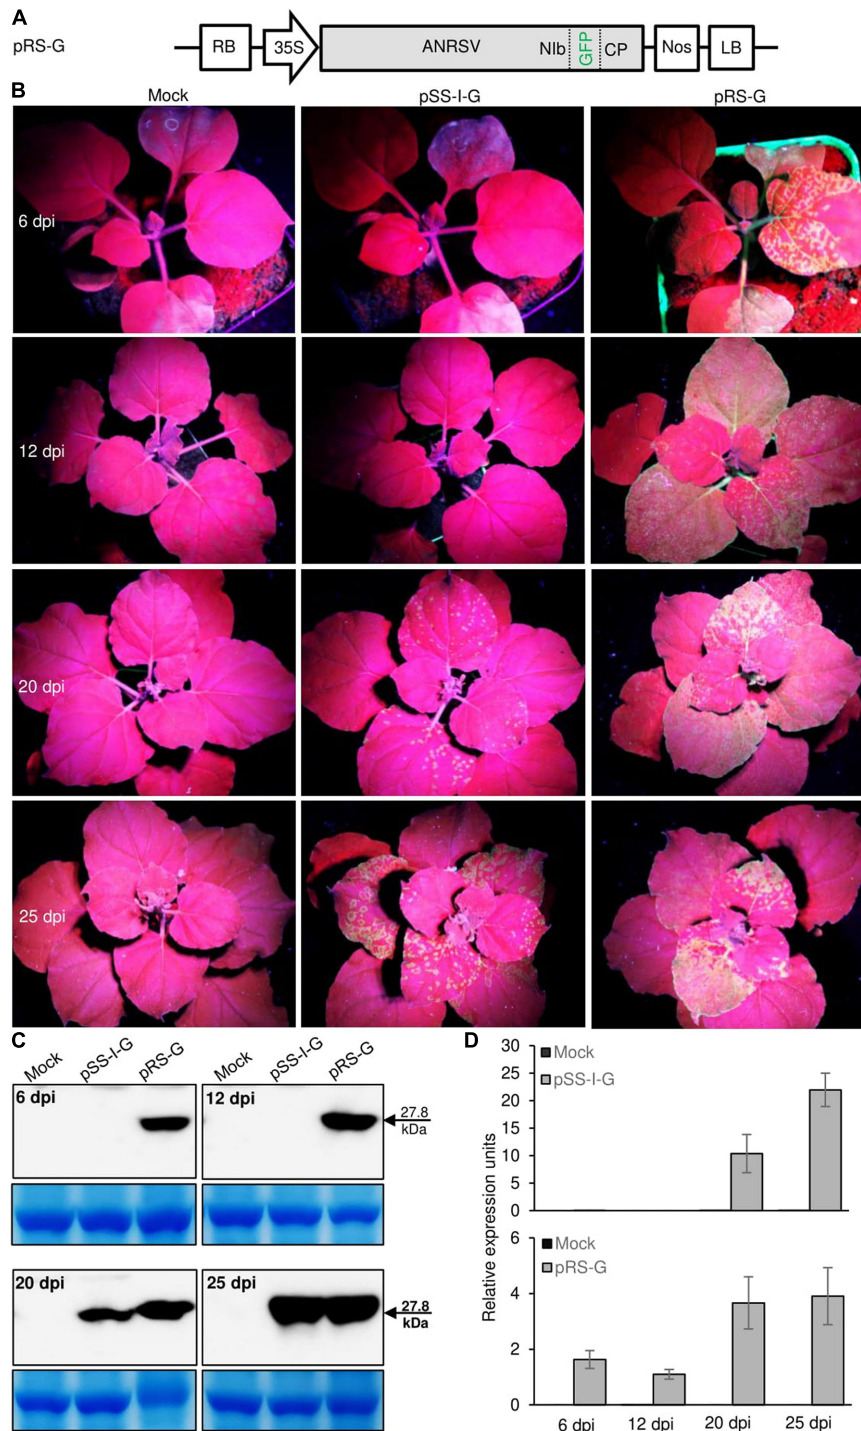 A
pRS-G
RB 35S ANRSV NIb GFP CP Nos LB
B
Mock pSS-I-G pRS-G
6 dpi
12 dpi
20 dpi
25 dpi
C
Mock pSS-I-G pRS-G Mock pSS-I-G pRS-G
6 dpi 12 dpi
27.8
kDa
20 dpi 25 dpi
27.8
kDa
D
Relative expression units
30
25
20
15
10
5
0
Mock
pSS-I-G
6
4
2
0
Mock
pRS-G
6 dpi 12 dpi 20 dpi 25 dpi